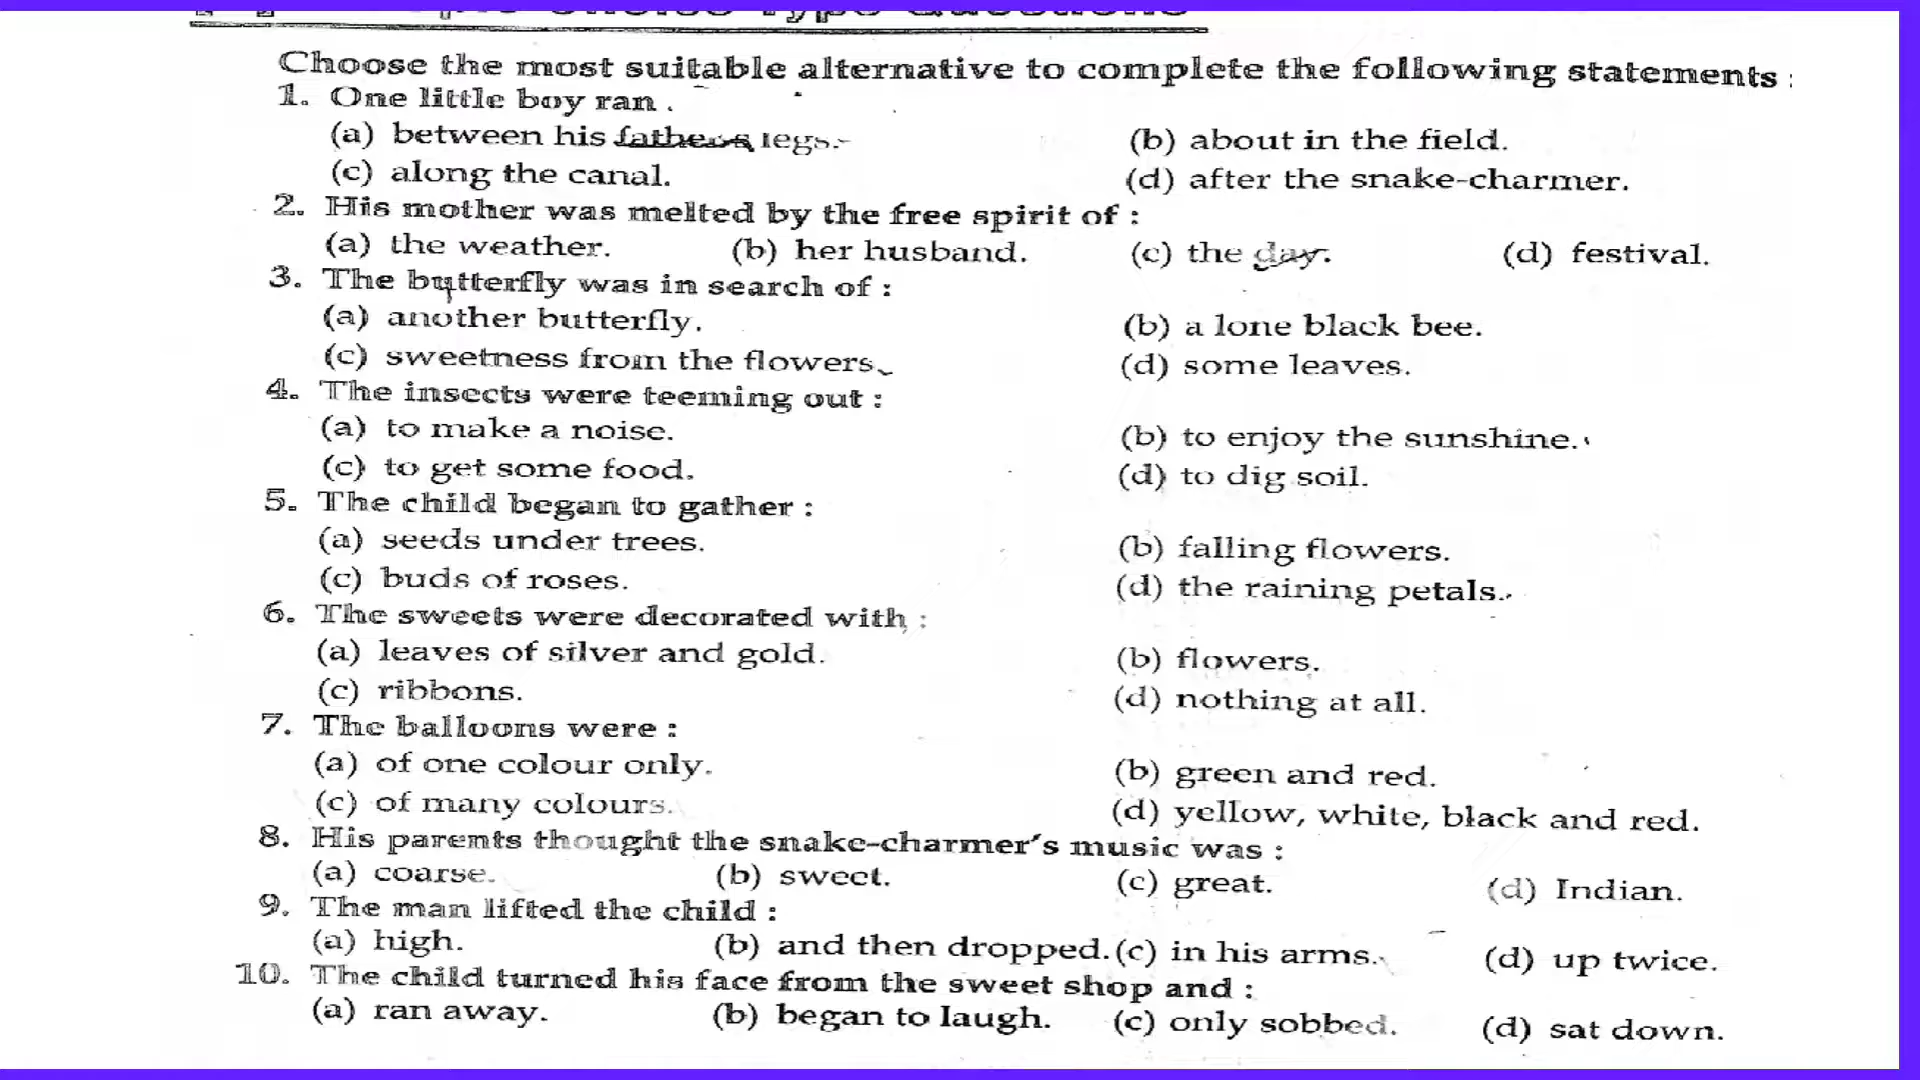 Choice Type Questions
Choose the most suitable alternative to complete the following statements :
1. One little boy ran .
(a) between his father's legs. (b) about in the field.
(c) along the canal. (d) after the snake-charmer.
2. His mother was melted by the free spirit of :
(a) the weather. (b) her husband. (c) the day. (d) festival.
3. The butterfly was in search of :
(a) another butterfly. (b) a lone black bee.
(c) sweetness from the flowers. (d) some leaves.
4. The insects were teeming out :
(a) to make a noise. (b) to enjoy the sunshine.
(c) to get some food. (d) to dig soil.
5. The child began to gather :
(a) seeds under trees. (b) falling flowers.
(c) buds of roses. (d) the raining petals.
6. The sweets were decorated with :
(a) leaves of silver and gold. (b) flowers.
(c) ribbons. (d) nothing at all.
7. The balloons were :
(a) of one colour only. (b) green and red.
(c) of many colours. (d) yellow, white, black and red.
8. His parents thought the snake-charmer's music was :
(a) coarse. (b) sweet. (c) great. (d) Indian.
9. The man lifted the child :
(a) high. (b) and then dropped. (c) in his arms. (d) up twice.
10. The child turned his face from the sweet shop and :
(a) ran away. (b) began to laugh. (c) only sobbed. (d) sat down.